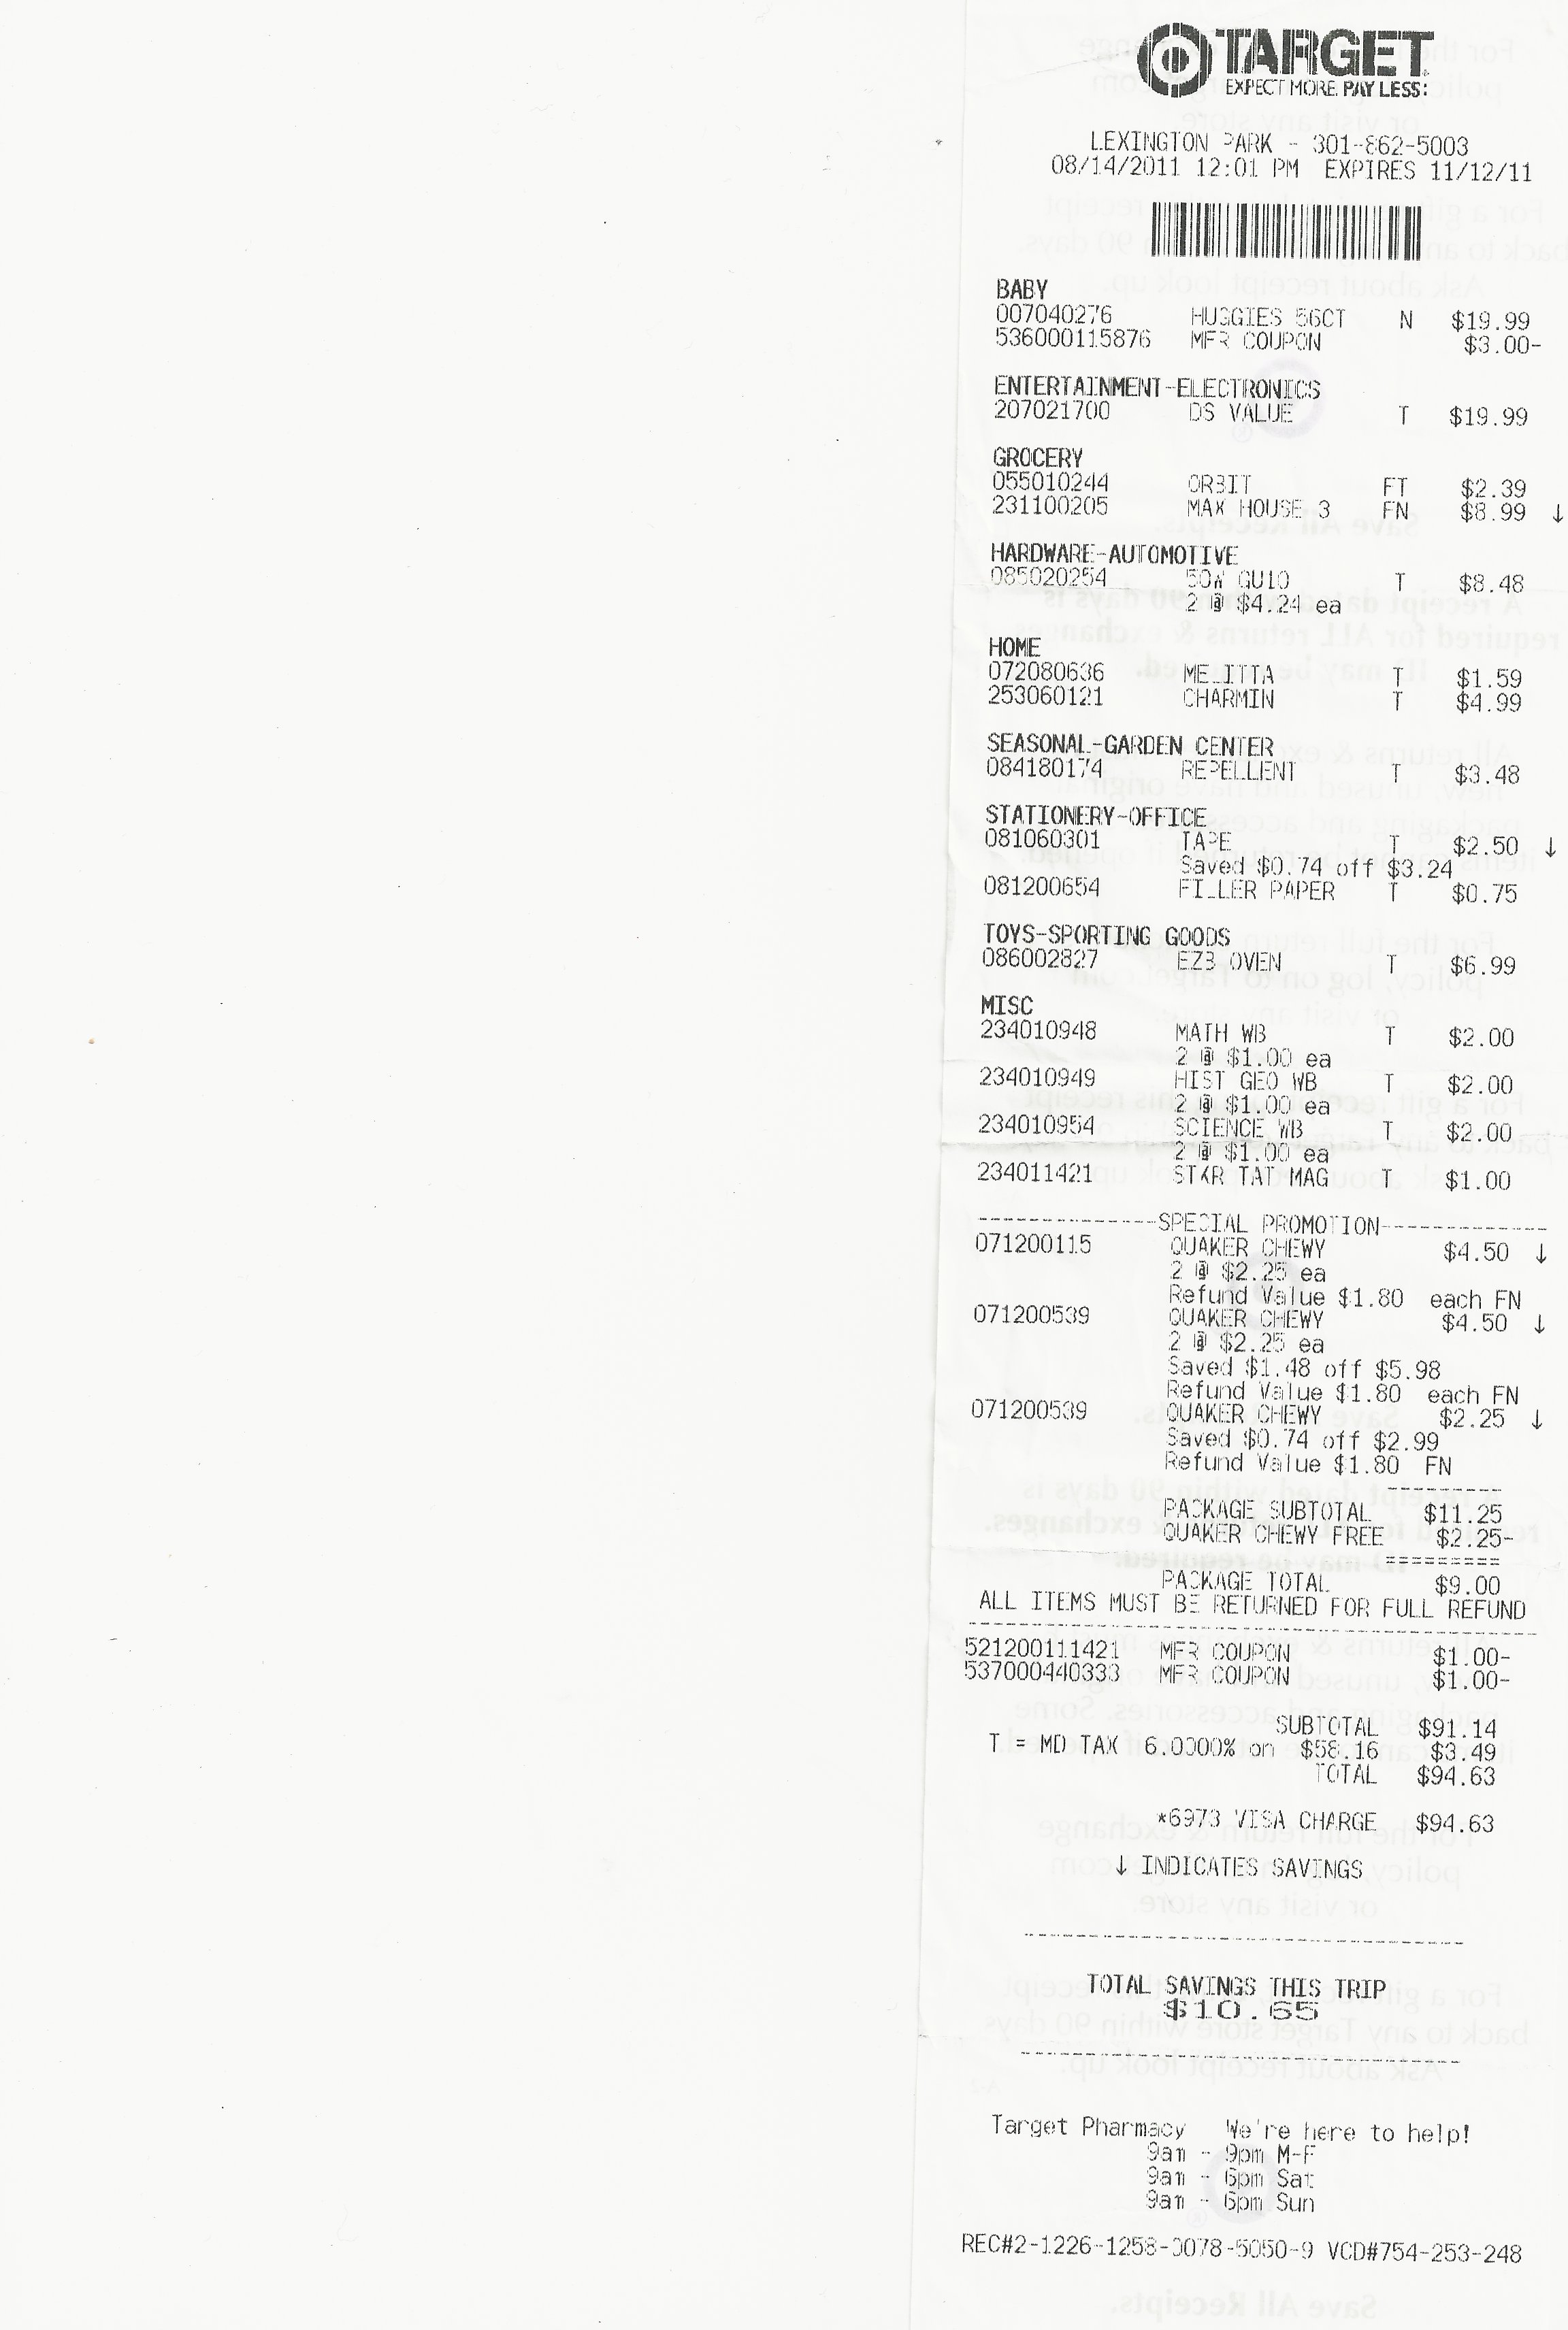 TARGET
EXPECT MORE. PAY LESS.
LEXINGTON PARK - 301-862-5003
08/14/2011 12:01 PM EXPIRES 11/12/11
BABY
007040276 HUGGIES 56CT N $19.99
536000115876 MFR COUPON $3.00-
ENTERTAINMENT-ELECTRONICS
207021700 DS VALUE T $19.99
GROCERY
055010244 ORBIT FT $2.39
231100205 MAX HOUSE 3 FN $8.99 ↓
HARDWARE-AUTOMOTIVE
085020254 50W GU10 T $8.48
2 @ $4.24 ea
HOME
072080636 MELITTA T $1.59
253060121 CHARMIN T $4.99
SEASONAL-GARDEN CENTER
084180174 REPELLENT T $3.48
STATIONERY-OFFICE
081060301 TAPE T $2.50 ↓
Saved $0.74 off $3.24
081200654 FILLER PAPER T $0.75
TOYS-SPORTING GOODS
086002827 EZB OVEN T $6.99
MISC
234010948 MATH WB T $2.00
2 @ $1.00 ea
234010949 HIST GEO WB T $2.00
2 @ $1.00 ea
234010954 SCIENCE WB T $2.00
2 @ $1.00 ea
234011421 STKR TAT MAG T $1.00
--------------SPECIAL PROMOTION-------------
071200115 QUAKER CHEWY $4.50 ↓
2 @ $2.25 ea
Refund Value $1.80 each FN
071200539 QUAKER CHEWY $4.50 ↓
2 @ $2.25 ea
Saved $1.48 off $5.98
Refund Value $1.80 each FN
071200539 QUAKER CHEWY $2.25 ↓
Saved $0.74 off $2.99
Refund Value $1.80 FN
PACKAGE SUBTOTAL $11.25
QUAKER CHEWY FREE $2.25-
PACKAGE TOTAL $9.00
ALL ITEMS MUST BE RETURNED FOR FULL REFUND
521200111421 MFR COUPON $1.00-
537000440333 MFR COUPON $1.00-
SUBTOTAL $91.14
T = MD TAX 6.0000% on $58.16 $3.49
TOTAL $94.63
*6973 VISA CHARGE $94.63
↓ INDICATES SAVINGS
TOTAL SAVINGS THIS TRIP
$10.65
Target Pharmacy We're here to help!
9am - 9pm M-F
9am - 6pm Sat
9am - 6pm Sun
REC#2-1226-1258-0078-5050-9 VCD#754-253-248